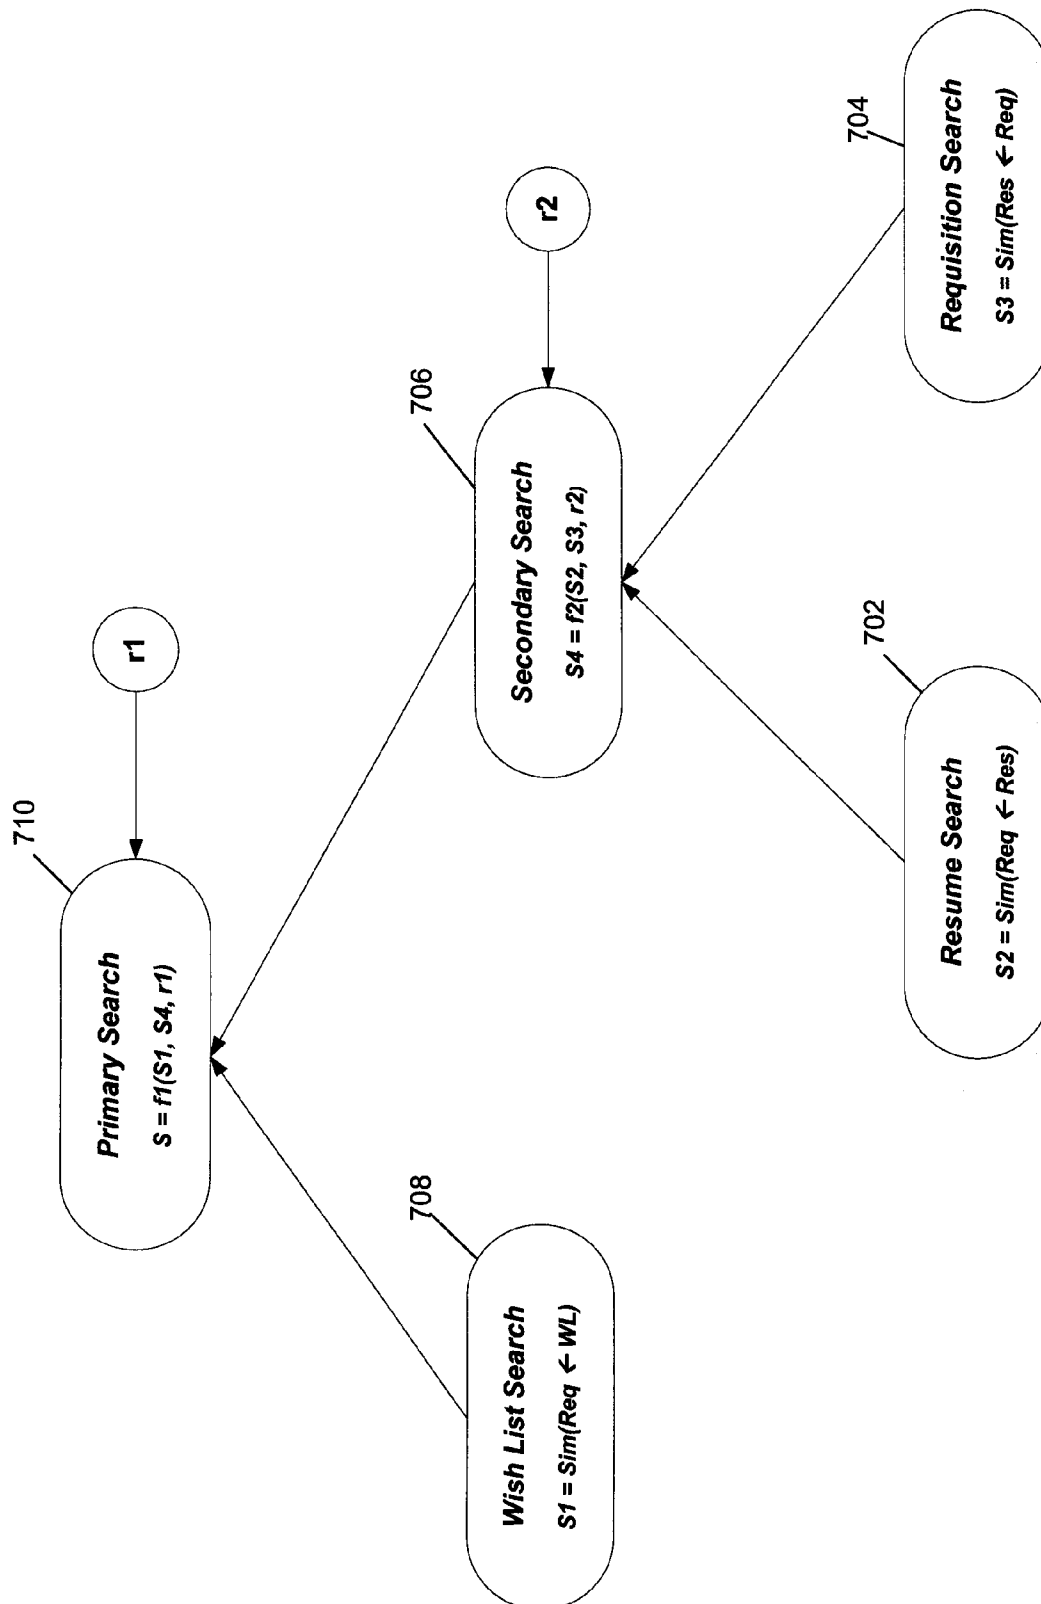 710
Primary Search
S = f1(S1, S4, r1)
r1
708
Wish List Search
S1 = Sim(Req ← WL)
706
Secondary Search
S4 = f2(S2, S3, r2)
r2
702
Resume Search
S2 = Sim(Req ← Res)
704
Requisition Search
S3 = Sim(Res ← Req)